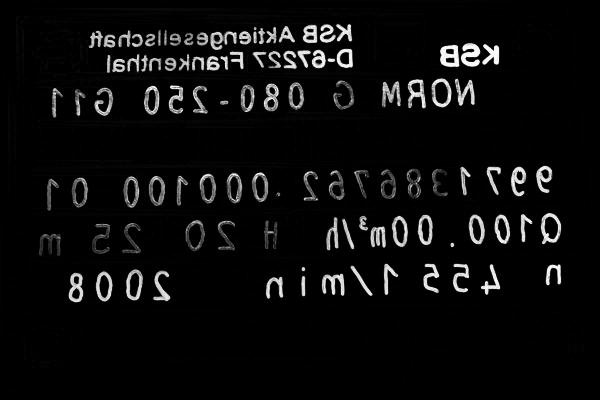 KSB Aktiengesellschaft
KSB D-67227 Frankenthal
NORM G 080-250 G11
9971386762.000100 01
Q100.00m³/h H 20 25 m
n 455 1/min 2008